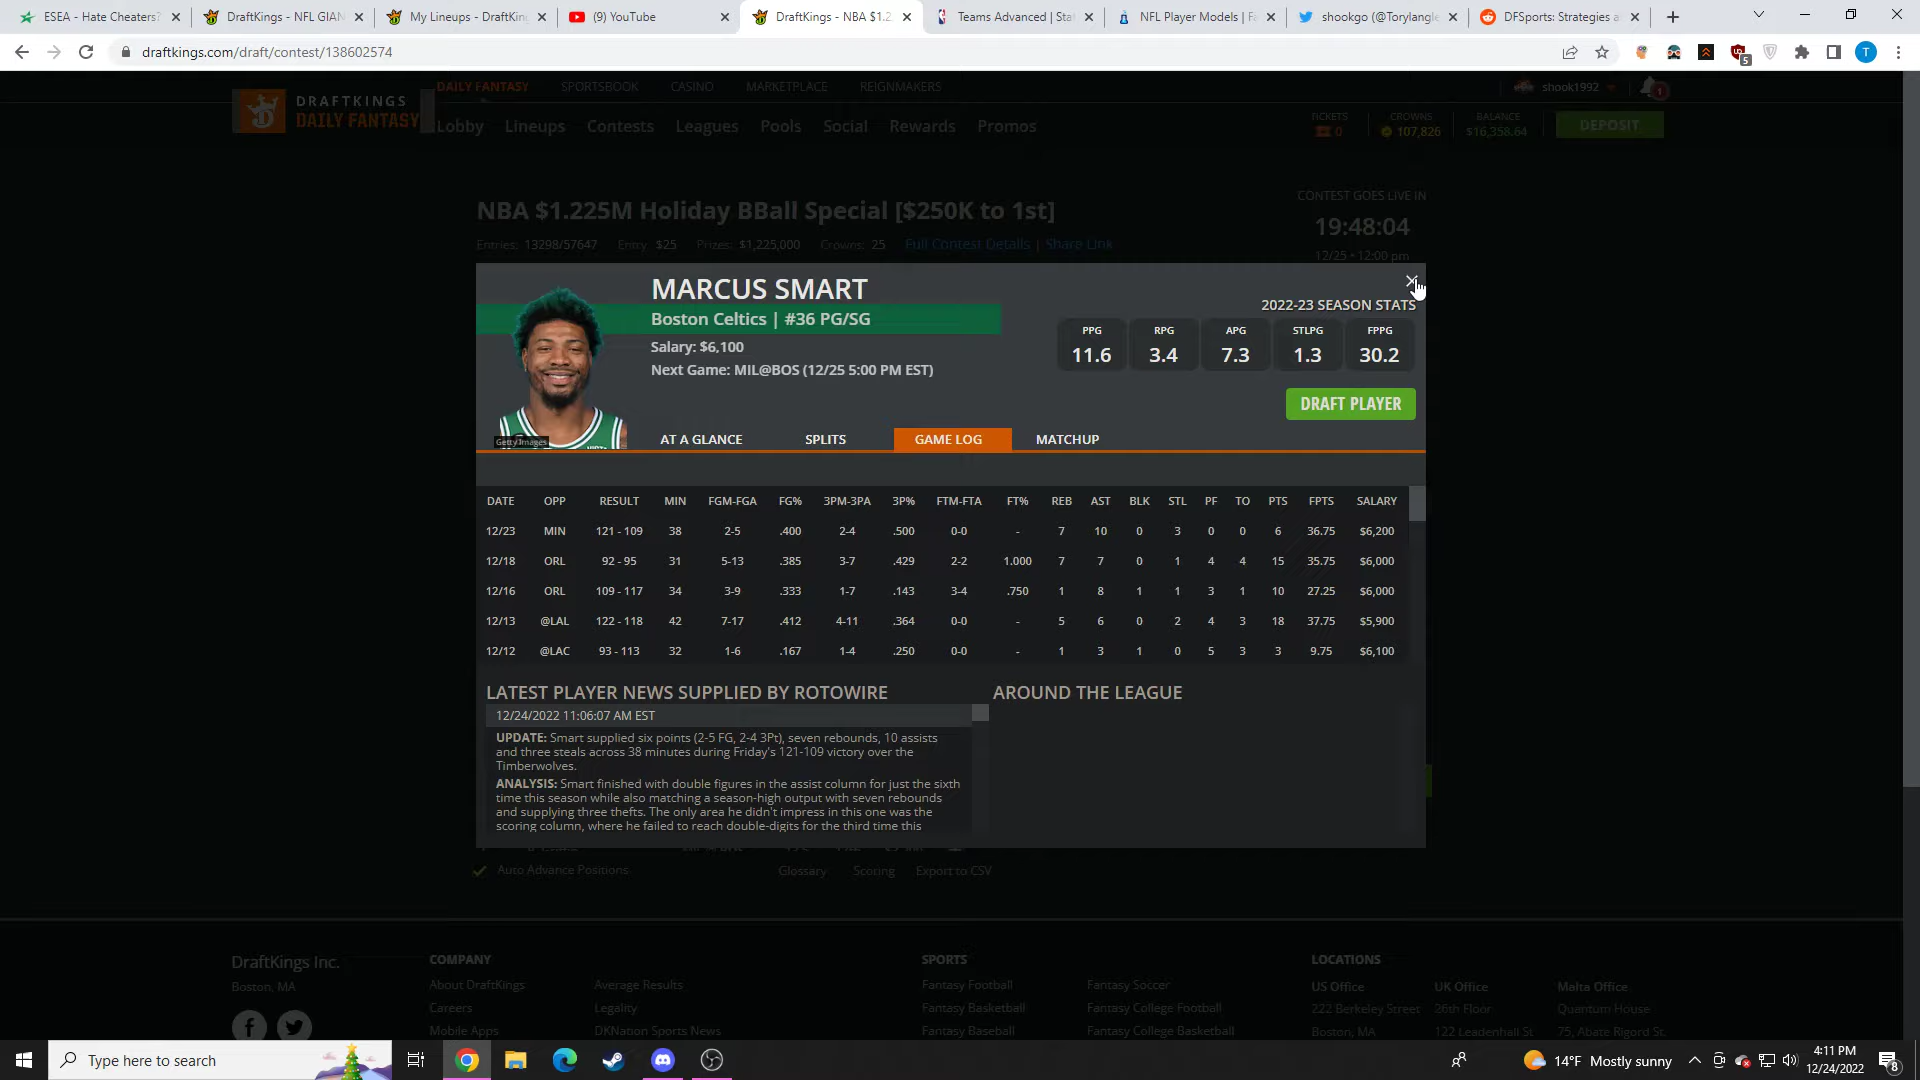 ESEA - Hate Cheaters?
DraftKings - NFL GIAN
My Lineups - DraftKin
(9) YouTube
DraftKings - NBA $1.2
Teams Advanced | Sta
NFL Player Models | F
shookgo (@Torylangle
DFSports: Strategies a
draftkings.com/draft/contest/138602574
5
T
DAILY FANTASY SPORTSBOOK CASINO MARKETPLACE REIGNMAKERS
shook1992
1
DRAFTKINGS
DAILY FANTASY
Lobby Lineups Contests Leagues Pools Social Rewards Promos
TICKETS
0
CROWNS
107,826
BALANCE
$16,358.64
DEPOSIT
NBA $1.225M Holiday BBall Special [$250K to 1st]
CONTEST GOES LIVE IN
19:48:04
12/25 • 12:00 pm
Entries: 13298/57647 Entry: $25 Prizes: $1,225,000 Crowns: 25 Full Contest Details | Share Link
MARCUS SMART
Boston Celtics | #36 PG/SG
Salary: $6,100
Next Game: MIL@BOS (12/25 5:00 PM EST)
Getty Images
2022-23 SEASON STATS
PPG RPG APG STLPG FPPG
11.6 3.4 7.3 1.3 30.2
DRAFT PLAYER
AT A GLANCE SPLITS GAME LOG MATCHUP
DATE OPP RESULT MIN FGM-FGA FG% 3PM-3PA 3P% FTM-FTA FT% REB AST BLK STL PF TO PTS FPTS SALARY
12/23 MIN 121 - 109 38 2-5 .400 2-4 .500 0-0 - 7 10 0 3 0 0 6 36.75 $6,200
12/18 ORL 92 - 95 31 5-13 .385 3-7 .429 2-2 1.000 7 7 0 1 4 4 15 35.75 $6,000
12/16 ORL 109 - 117 34 3-9 .333 1-7 .143 3-4 .750 1 8 1 1 3 1 10 27.25 $6,000
12/13 @LAL 122 - 118 42 7-17 .412 4-11 .364 0-0 - 5 6 0 2 4 3 18 37.75 $5,900
12/12 @LAC 93 - 113 32 1-6 .167 1-4 .250 0-0 - 1 3 1 0 5 3 3 9.75 $6,100
LATEST PLAYER NEWS SUPPLIED BY ROTOWIRE
AROUND THE LEAGUE
12/24/2022 11:06:07 AM EST
UPDATE: Smart supplied six points (2-5 FG, 2-4 3Pt), seven rebounds, 10 assists
and three steals across 38 minutes during Friday's 121-109 victory over the
Timberwolves.
ANALYSIS: Smart finished with double figures in the assist column for just the sixth
time this season while also matching a season-high output with seven rebounds
and supplying three thefts. The only area he didn't impress in this one was the
scoring column, where he failed to reach double-digits for the third time this
Auto Advance Positions
Glossary Scoring Export to CSV
DraftKings Inc.
Boston, MA
COMPANY
About DraftKings Average Results
Careers Legality
Mobile Apps DKNation Sports News
SPORTS
Fantasy Football Fantasy Soccer
Fantasy Basketball Fantasy College Football
Fantasy Baseball Fantasy College Basketball
LOCATIONS
US Office UK Office Malta Office
222 Berkeley Street 26th Floor Quantum House
Boston, MA 122 Leadenhall St 75, Abate Rigord St.
Type here to search
14°F Mostly sunny
4:11 PM
12/24/2022
8